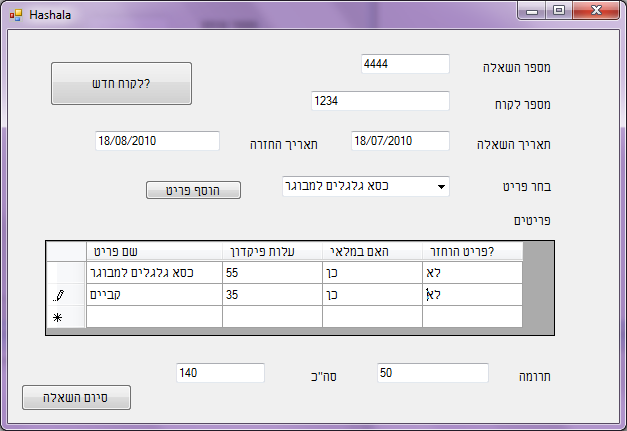 Hashala
מספר השאלה 4444
לקוח חדש?
מספר לקוח 1234
תאריך השאלה 18/07/2010 תאריך החזרה 18/08/2010
בחר פריט כסא גלגלים למבוגר הוסף פריט
פריטים
שם פריט עלות פיקדון האם במלאי פריט הוחזר?
כסא גלגלים למבוגר 55 כן לא
קביים 35 כן לא
תרומה 50 סה"כ 140
סיום השאלה